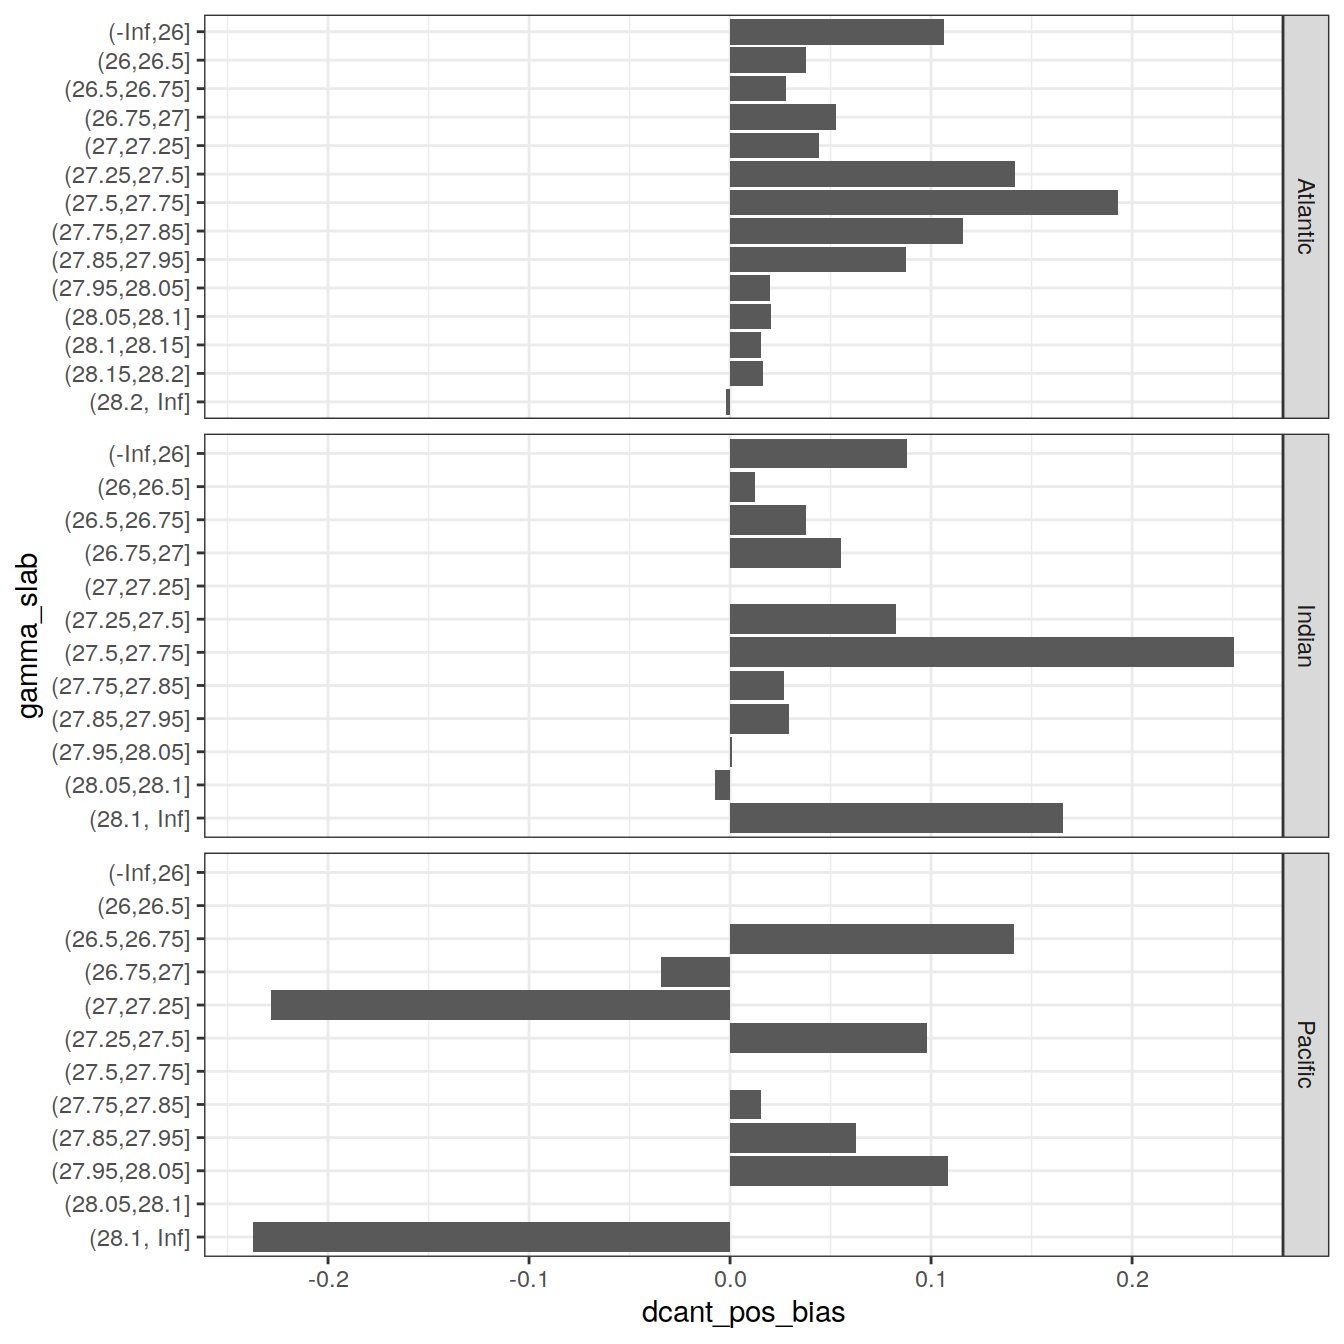 (-Inf,26]
(26,26.5]
(26.5,26.75]
(26.75,27]
(27,27.25]
(27.25,27.5]
(27.5,27.75]
(27.75,27.85]
(27.85,27.95]
(27.95,28.05]
(28.05,28.1]
(28.1,28.15]
(28.15,28.2]
(28.2, Inf]
Atlantic
(-Inf,26]
(26,26.5]
(26.5,26.75]
(26.75,27]
(27,27.25]
(27.25,27.5]
(27.5,27.75]
(27.75,27.85]
(27.85,27.95]
(27.95,28.05]
(28.05,28.1]
(28.1, Inf]
Indian
gamma_slab
(-Inf,26]
(26,26.5]
(26.5,26.75]
(26.75,27]
(27,27.25]
(27.25,27.5]
(27.5,27.75]
(27.75,27.85]
(27.85,27.95]
(27.95,28.05]
(28.05,28.1]
(28.1, Inf]
Pacific
-0.2 -0.1 0.0 0.1 0.2
dcant_pos_bias